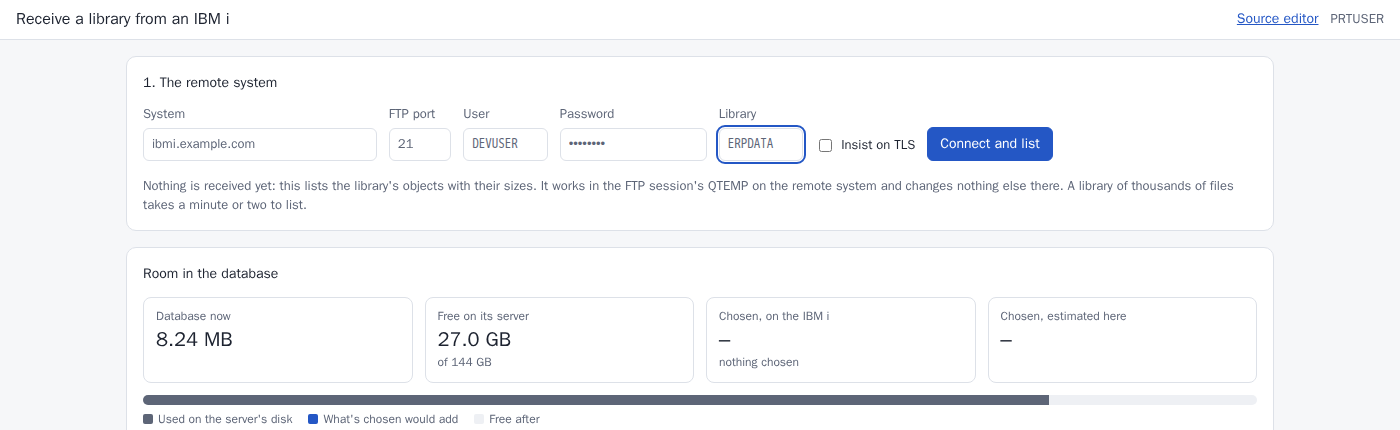 Receive a library from an IBM i
Source editor PRTUSER
1. The remote system
System FTP port User Password Library
ibmi.example.com 21 DEVUSER •••••••• ERPDATA Insist on TLS Connect and list
Nothing is received yet: this lists the library's objects with their sizes. It works in the FTP session's QTEMP on the remote system and changes nothing else there. A library of thousands of files
takes a minute or two to list.
Room in the database
Database now Free on its server Chosen, on the IBM i Chosen, estimated here
8.24 MB 27.0 GB – –
of 144 GB nothing chosen
Used on the server's disk What's chosen would add Free after